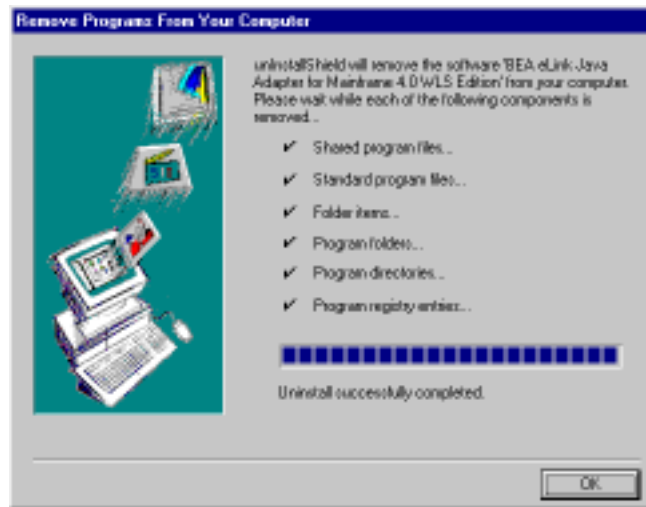 Remove Programs From Your Computer
unInstallShield will remove the software 'BEA eLink Java
Adapter for Mainframe 4.0 WLS Edition' from your computer.
Please wait while each of the following components is
removed...
✔ Shared program files...
✔ Standard program files...
✔ Folder items...
✔ Program folders...
✔ Program directories...
✔ Program registry entries...
Uninstall successfully completed.
OK